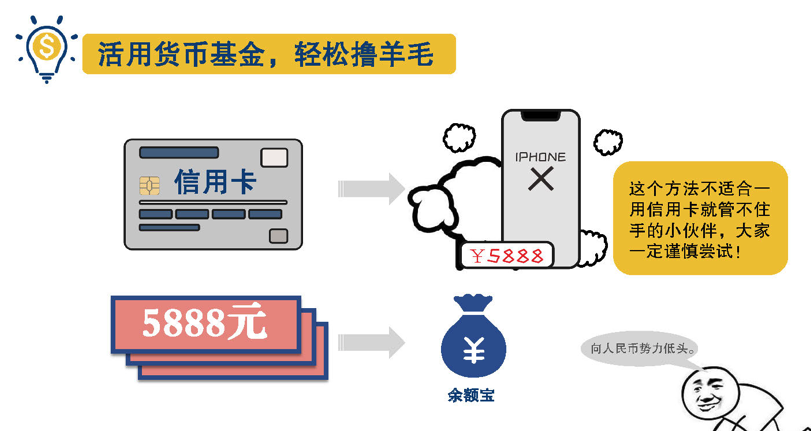 活用货币基金，轻松撸羊毛
信用卡
IPHONE
X
￥5888
这个方法不适合一
用信用卡就管不住
手的小伙伴，大家
一定谨慎尝试！
5888元
¥
余额宝
向人民币势力低头。
$